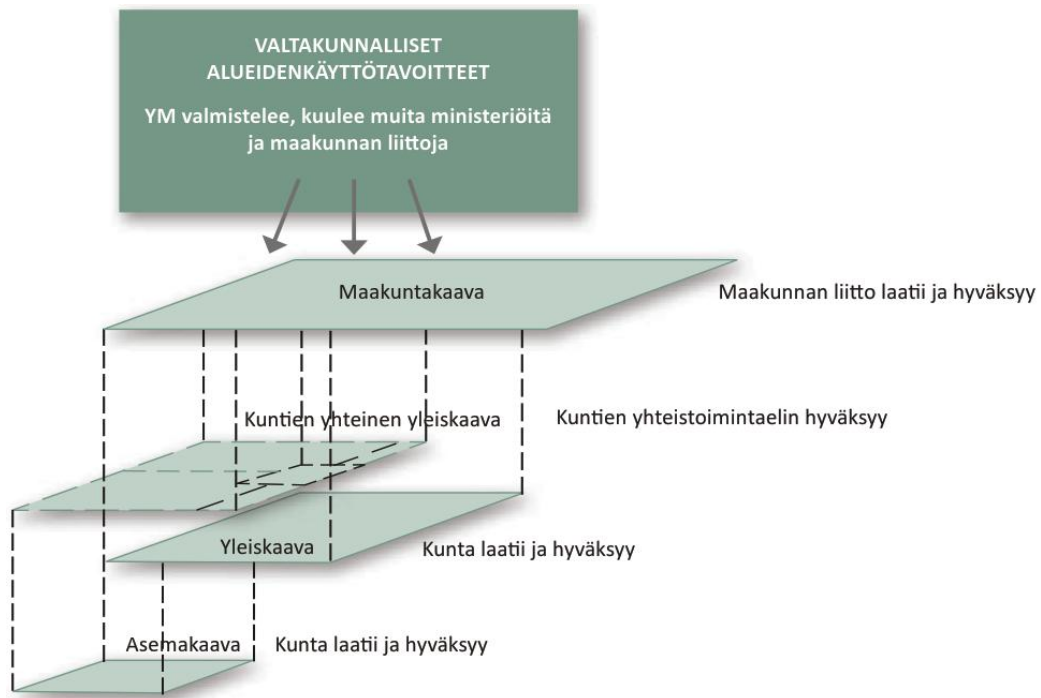 VALTAKUNNALLISET
ALUEIDENKÄYTTÖTAVOITTEET
YM valmistelee, kuulee muita ministeriöitä
ja maakunnan liittoja
Maakuntakaava
Maakunnan liitto laatii ja hyväksyy
Kuntien yhteinen yleiskaava
Kuntien yhteistoimintaelin hyväksyy
Yleiskaava
Kunta laatii ja hyväksyy
Asemakaava
Kunta laatii ja hyväksyy